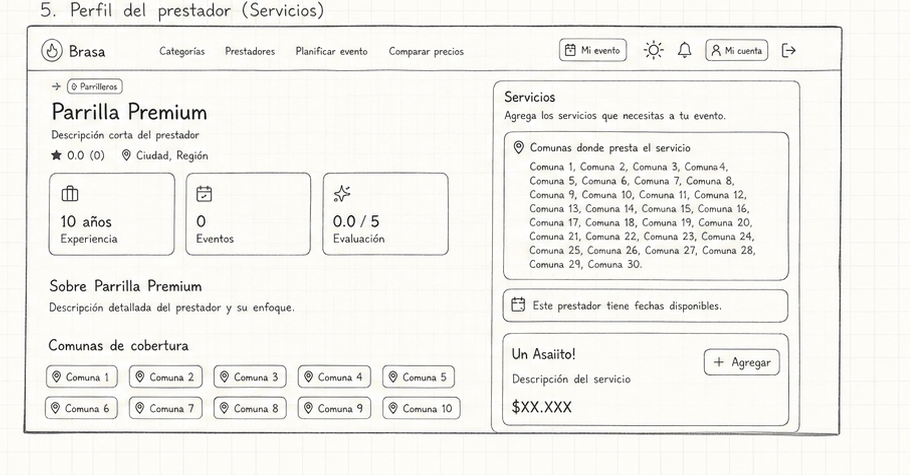 5. Perfil del prestador (Servicios)
Brasa
Categorías
Prestadores
Planificar evento
Comparar precios
Mi evento
Mi cuenta
Parrilleros
Parrilla Premium
Descripción corta del prestador
0.0 (0)
Ciudad, Región
10 años
Experiencia
0
Eventos
0.0 / 5
Evaluación
Sobre Parrilla Premium
Descripción detallada del prestador y su enfoque.
Comunas de cobertura
Comuna 1
Comuna 2
Comuna 3
Comuna 4
Comuna 5
Comuna 6
Comuna 7
Comuna 8
Comuna 9
Comuna 10
Servicios
Agrega los servicios que necesitas a tu evento.
Comunas donde presta el servicio
Comuna 1, Comuna 2, Comuna 3, Comuna4,
Comuna 5, Comuna 6, Comuna 7, Comuna 8,
Comuna 9, Comuna 10, Comuna 11, Comuna 12,
Comuna 13, Comuna 14, Comuna 15, Comuna 16,
Comuna 17, Comuna 18, Comuna 19, Comuna 20,
Comuna 21, Comuna 22, Comuna 23, Comuna 24,
Comuna 25, Comuna 26, Comuna 27, Comuna 28,
Comuna 29, Comuna 30.
Este prestador tiene fechas disponibles.
Un Asaiito!
+ Agregar
Descripción del servicio
$XX.XXX